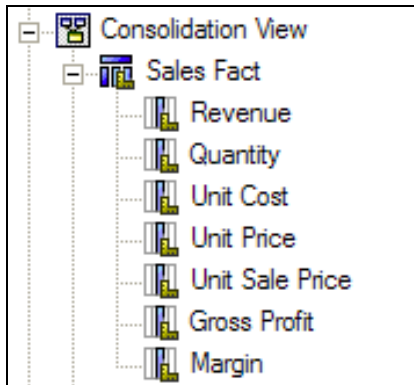 Consolidation View
Sales Fact
Revenue
Quantity
Unit Cost
Unit Price
Unit Sale Price
Gross Profit
Margin